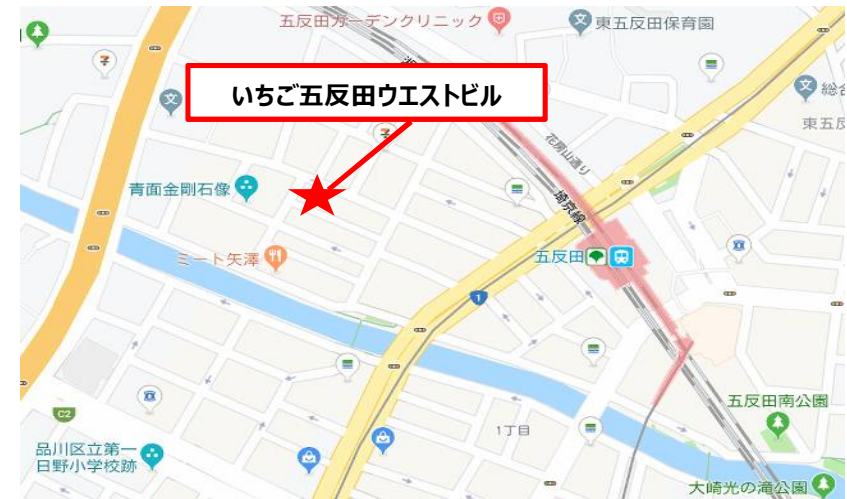 五反田ガーデンクリニック
東五反田保育園
いちご五反田ウエストビル
総合
東五反
花房山通り
埼京線
青面金剛石像
ミート矢澤
五反田
1
C2
1丁目
五反田南公園
品川区立第一
日野小学校跡
大崎光の滝公園